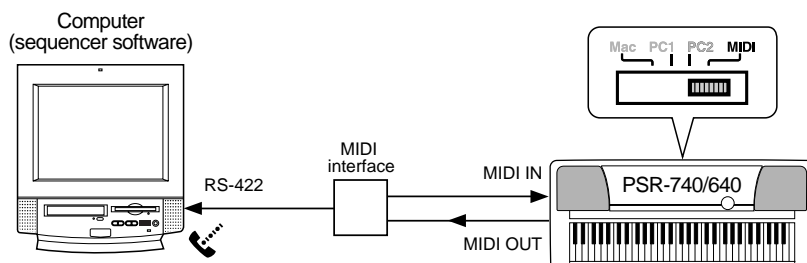 Computer
(sequencer software)
Mac PC1 PC2 MIDI
MIDI
interface
RS-422
MIDI IN
PSR-740/640
MIDI OUT